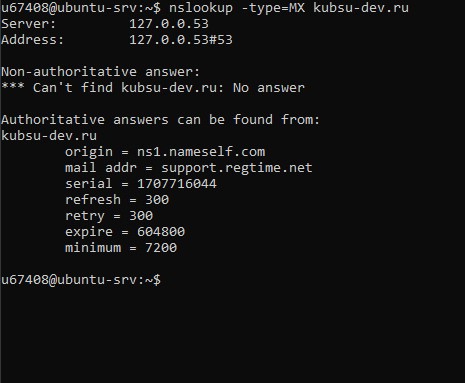 u67408@ubuntu-srv:~$ nslookup -type=MX kubsu-dev.ru
Server:         127.0.0.53
Address:        127.0.0.53#53

Non-authoritative answer:
*** Can't find kubsu-dev.ru: No answer

Authoritative answers can be found from:
kubsu-dev.ru
        origin = ns1.nameself.com
        mail addr = support.regtime.net
        serial = 1707716044
        refresh = 300
        retry = 300
        expire = 604800
        minimum = 7200

u67408@ubuntu-srv:~$